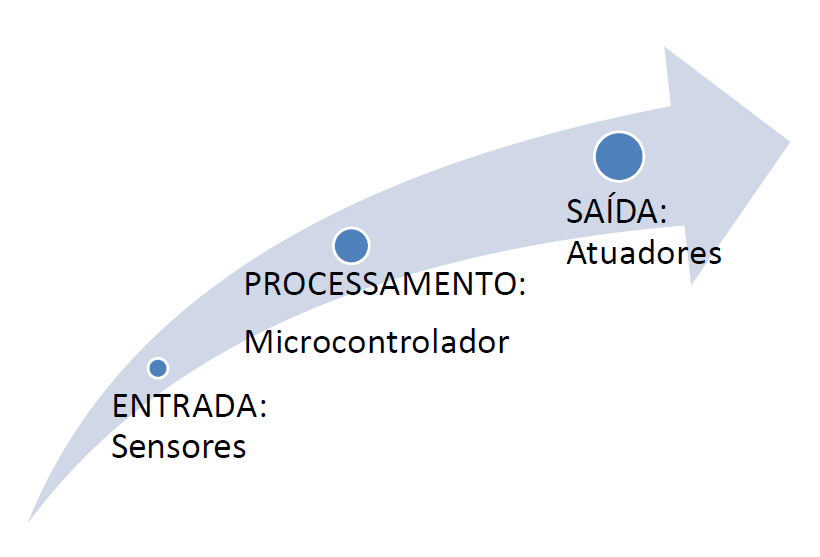 ENTRADA:
Sensores
PROCESSAMENTO:
Microcontrolador
SAÍDA:
Atuadores